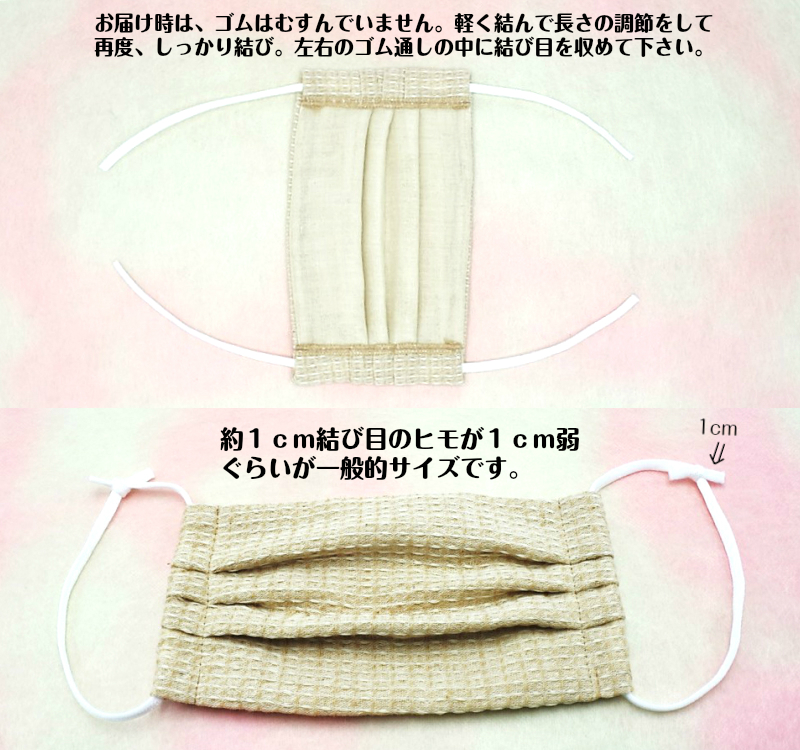 お届け時は、ゴムはむすんでいません。軽く結んで長さの調節をして
再度、しっかり結び。左右のゴム通しの中に結び目を収めて下さい。
約１ｃｍ結び目のヒモが１ｃｍ弱
ぐらいが一般的サイズです。
1cm